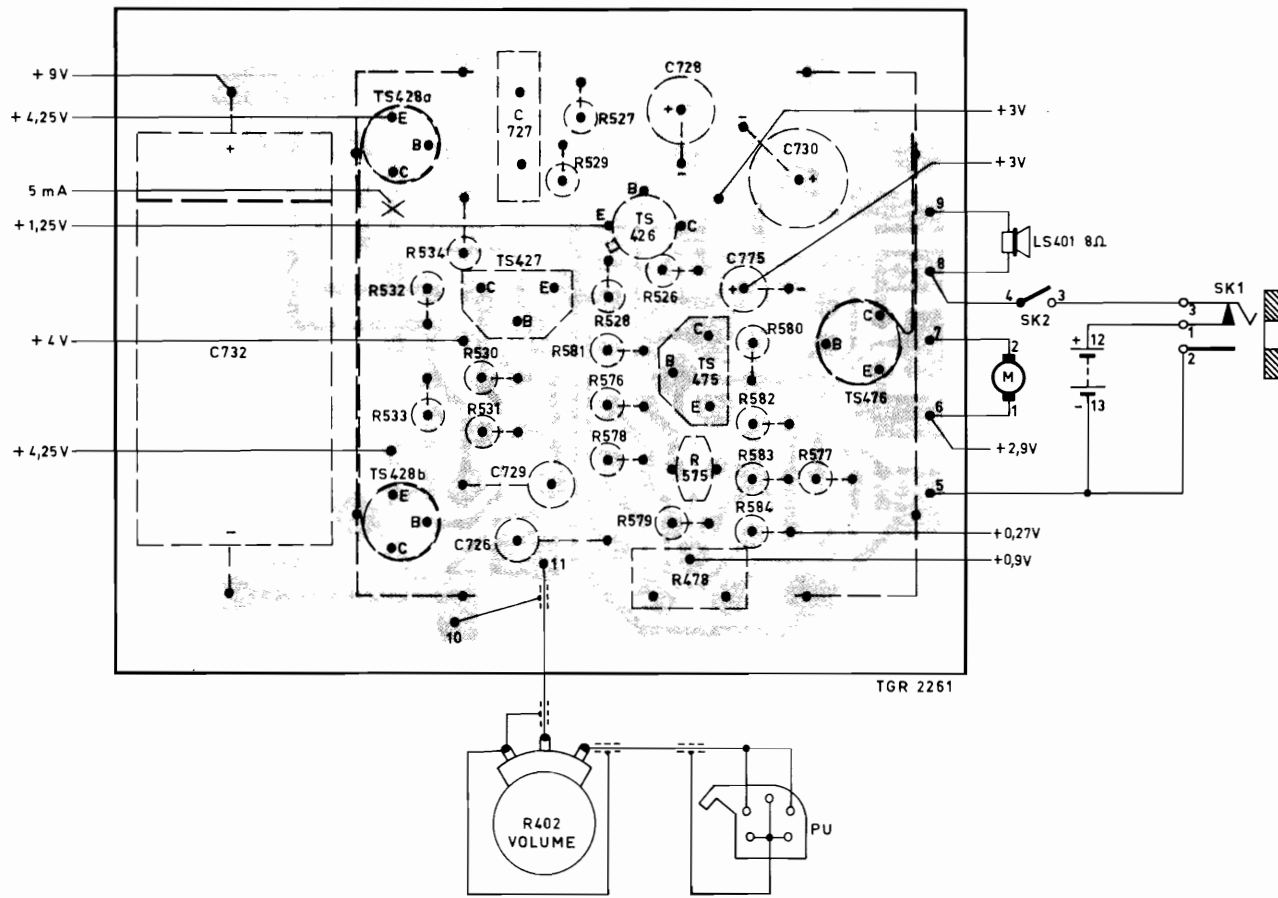 + 9V
+ 4,25V
5 mA
+ 1,25V
+ 4V
+ 4,25V
+
C732
−
TS428a
E
B
C
C
727
R527
R529
C728
+
−
−
C730
+
+3V
+3V
B
E
TS
426
C
R534
R532
TS427
C
E
B
R528
R526
C775
+
−
R530
R581
R576
R578
R533
R531
C
B
TS
475
E
R580
R582
R583
R577
R584
C
B
E
TS476
TS428b
E
B
C
C729
C726
R
575
R579
R478
11
10
9
8
7
6
5
LS401 8Ω
4
3
SK2
SK1
3
1
2
+
12
−
13
2
M
1
+2,9V
+0,27V
+0,9V
TGR 2261
R402
VOLUME
PU